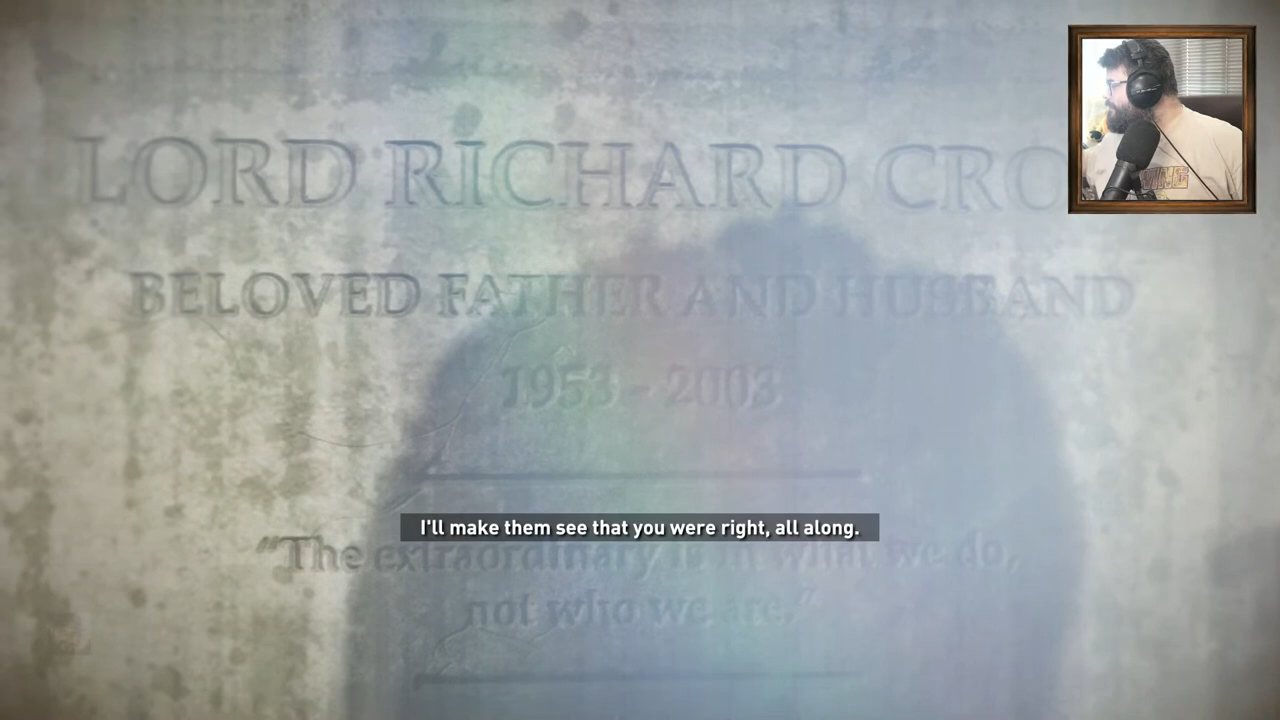 LORD RICHARD CRO
BELOVED FATHER AND HUSBAND
1953 - 2003
I'll make them see that you were right, all along.
“The extraordinary is in what we do,
not who we are.”